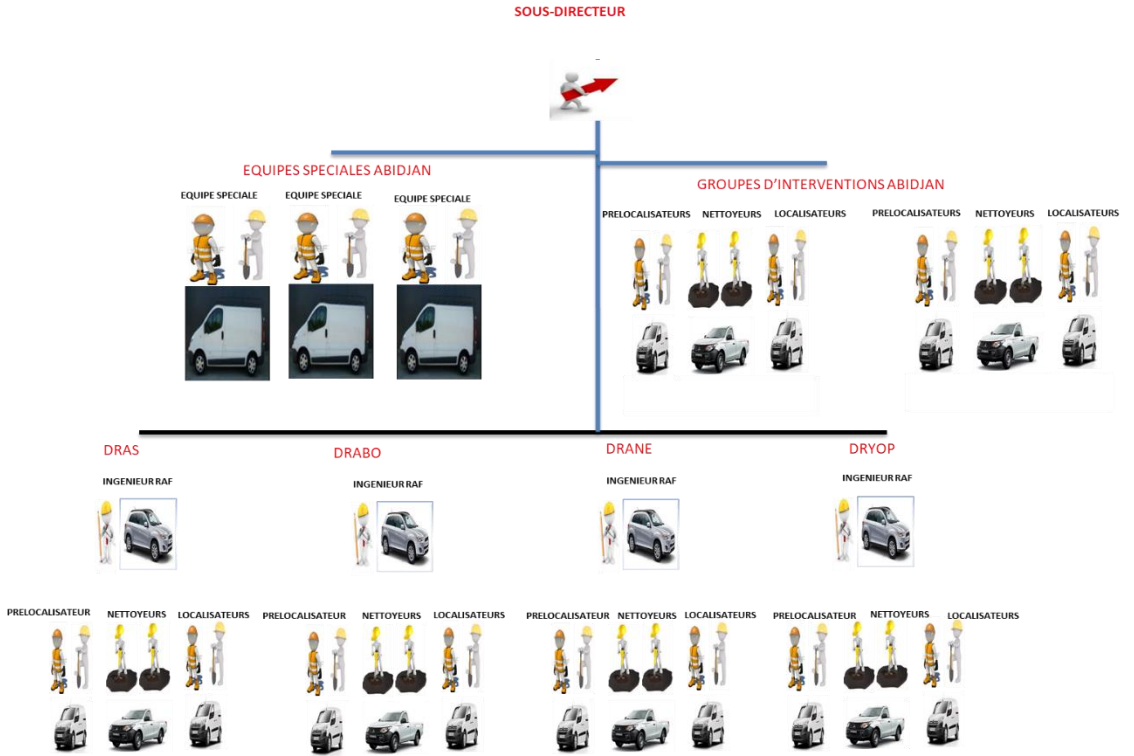 SOUS-DIRECTEUR
EQUIPES SPECIALES ABIDJAN
EQUIPE SPECIALE EQUIPE SPECIALE EQUIPE SPECIALE
GROUPES D'INTERVENTIONS ABIDJAN
PRELOCALISATEURS NETTOYEURS LOCALISATEURS PRELOCALISATEURS NETTOYEURS LOCALISATEURS
DRAS DRABO DRANE DRYOP
INGENIEUR RAF INGENIEUR RAF INGENIEUR RAF INGENIEUR RAF
PRELOCALISATEUR NETTOYEURS LOCALISATEURS PRELOCALISATEUR NETTOYEURS LOCALISATEURS PRELOCALISATEUR NETTOYEURS LOCALISATEURS PRELOCALISATEUR NETTOYEURS LOCALISATEURS